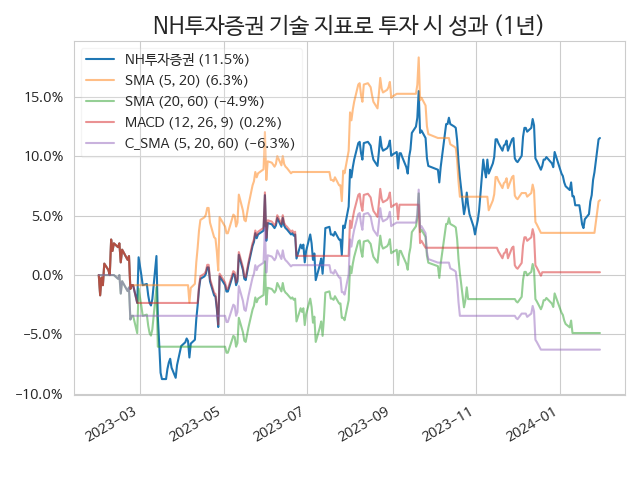 NH투자증권 기술 지표로 투자 시 성과 (1년)
NH투자증권 (11.5%)
SMA (5, 20) (6.3%)
SMA (20, 60) (−4.9%)
MACD (12, 26, 9) (0.2%)
C_SMA (5, 20, 60) (−6.3%)
15.0%
10.0%
5.0%
0.0%
−5.0%
−10.0%
2023−03
2023−05
2023−07
2023−09
2023−11
2024−01